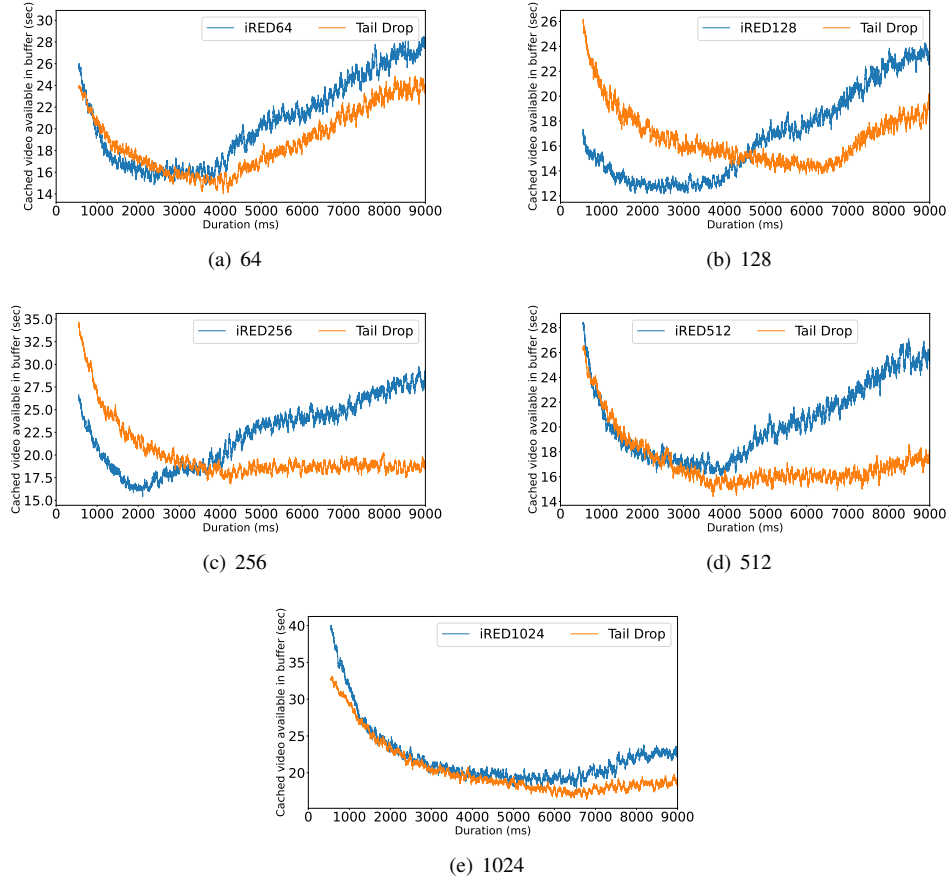 iRED64 Tail Drop
Cached video available in buffer (sec)
30
28
26
24
22
20
18
16
14
0 1000 2000 3000 4000 5000 6000 7000 8000 9000
Duration (ms)
(a) 64
iRED128 Tail Drop
Cached video available in buffer (sec)
26
24
22
20
18
16
14
12
0 1000 2000 3000 4000 5000 6000 7000 8000 9000
Duration (ms)
(b) 128
iRED256 Tail Drop
Cached video available in buffer (sec)
35.0
32.5
30.0
27.5
25.0
22.5
20.0
17.5
15.0
0 1000 2000 3000 4000 5000 6000 7000 8000 9000
Duration (ms)
(c) 256
iRED512 Tail Drop
Cached video available in buffer (sec)
28
26
24
22
20
18
16
14
0 1000 2000 3000 4000 5000 6000 7000 8000 9000
Duration (ms)
(d) 512
iRED1024 Tail Drop
Cached video available in buffer (sec)
40
35
30
25
20
0 1000 2000 3000 4000 5000 6000 7000 8000 9000
Duration (ms)
(e) 1024